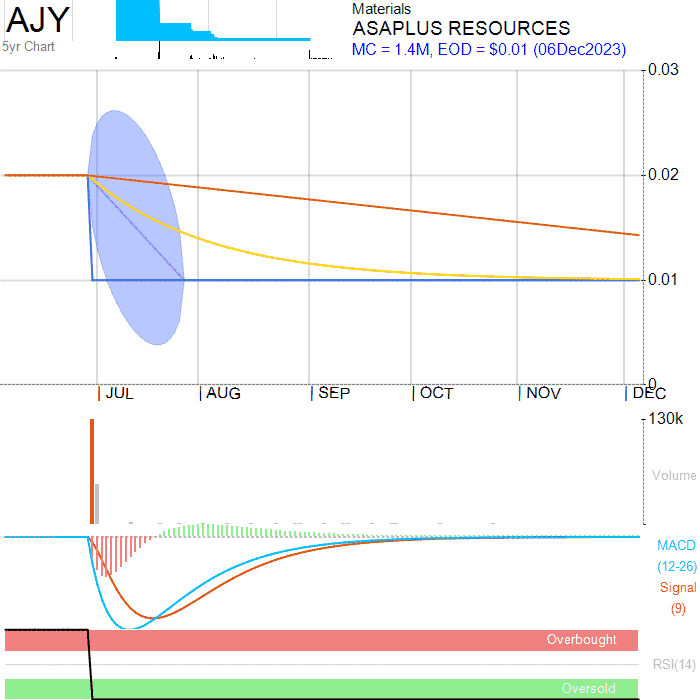 AJY
5yr Chart
Materials
ASAPLUS RESOURCES
MC = 1.4M, EOD = $0.01 (06Dec2023)
0.03
0.02
0.01
0
JUL AUG SEP OCT NOV DEC
130k
Volume
MACD
(12-26)
Signal
(9)
Overbought
RSI(14)
Oversold